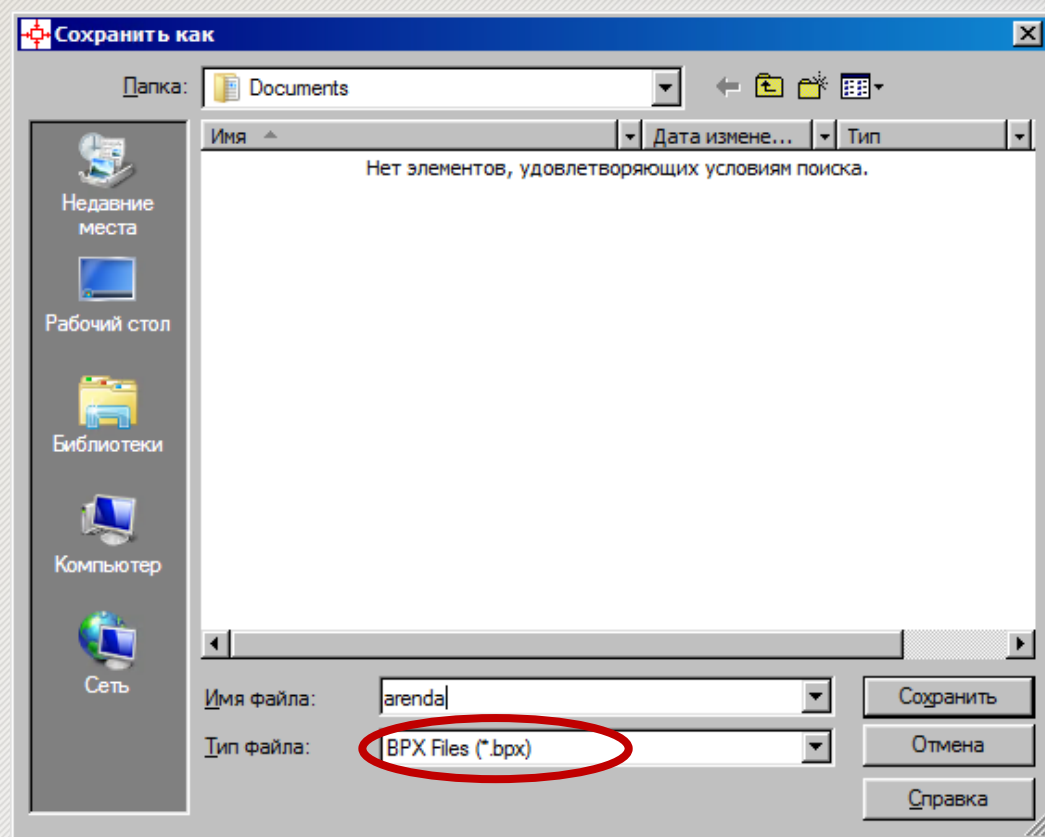 Сохранить как
Папка: Documents
Имя Дата измене... Тип
Нет элементов, удовлетворяющих условиям поиска.
Недавние
места
Рабочий стол
Библиотеки
Компьютер
Сеть
Имя файла: arenda Сохранить
Тип файла: BPX Files (*.bpx) Отмена
Справка